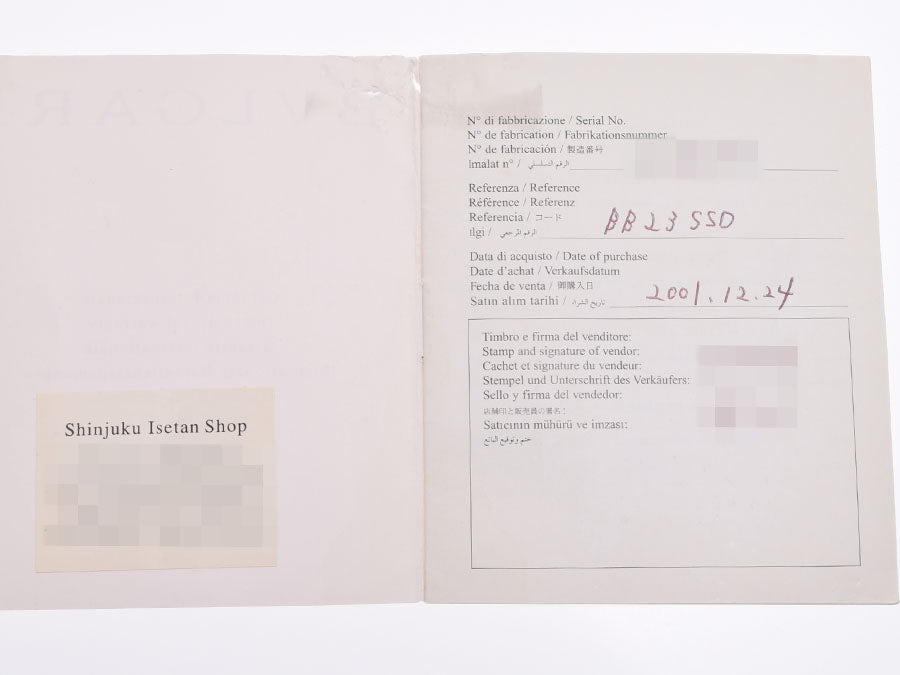 BVLGAR
Shinjuku Isetan Shop
N° di fabbricazione / Serial No.
N° de fabrication / Fabrikationsnummer
N° de fabricación / 製造番号
Imalat n° / الرقم التسلسلي
Referenza / Reference
Référence / Referenz
Referencia / コード
Ilgi / الرقم المرجعي
BB23SSD
Data di acquisto / Date of purchase
Date d'achat / Verkaufsdatum
Fecha de venta / 御購入日
Satın alım tarihi / تاريخ الشراء
2001.12.24
Timbro e firma del venditore:
Stamp and signature of vendor:
Cachet et signature du vendeur:
Stempel und Unterschrift des Verkäufers:
Sello y firma del vendedor:
店舗印と販売員の署名:
Satıcının mühürü ve imzası:
ختم وتوقيع البائع